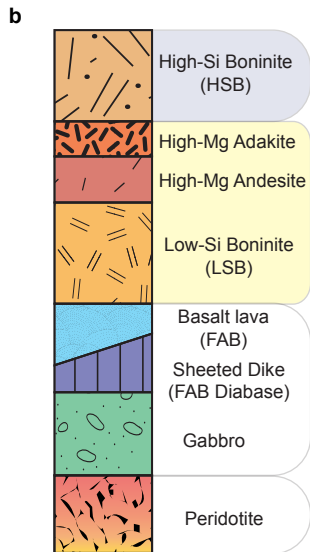 b
High-Si Boninite
(HSB)
High-Mg Adakite
High-Mg Andesite
Low-Si Boninite
(LSB)
Basalt lava
(FAB)
Sheeted Dike
(FAB Diabase)
Gabbro
Peridotite